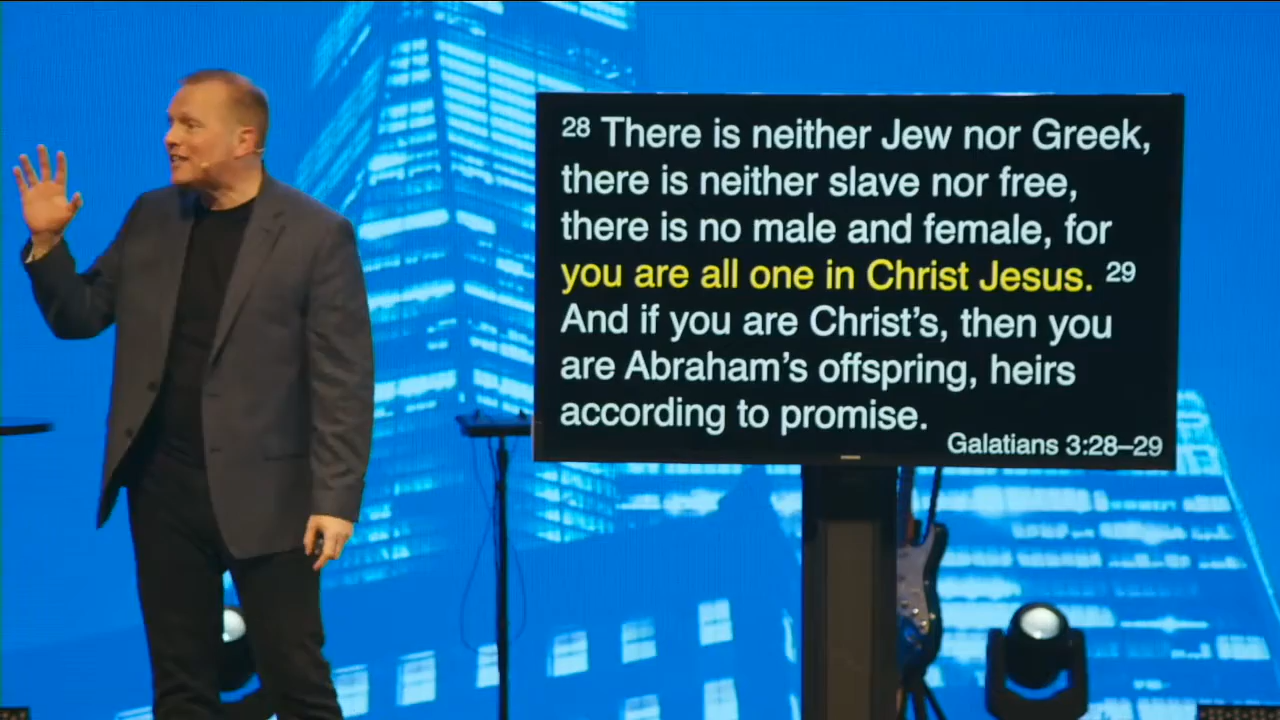 28 There is neither Jew nor Greek,
there is neither slave nor free,
there is no male and female, for
you are all one in Christ Jesus. 29
And if you are Christ’s, then you
are Abraham’s offspring, heirs
according to promise.
Galatians 3:28–29